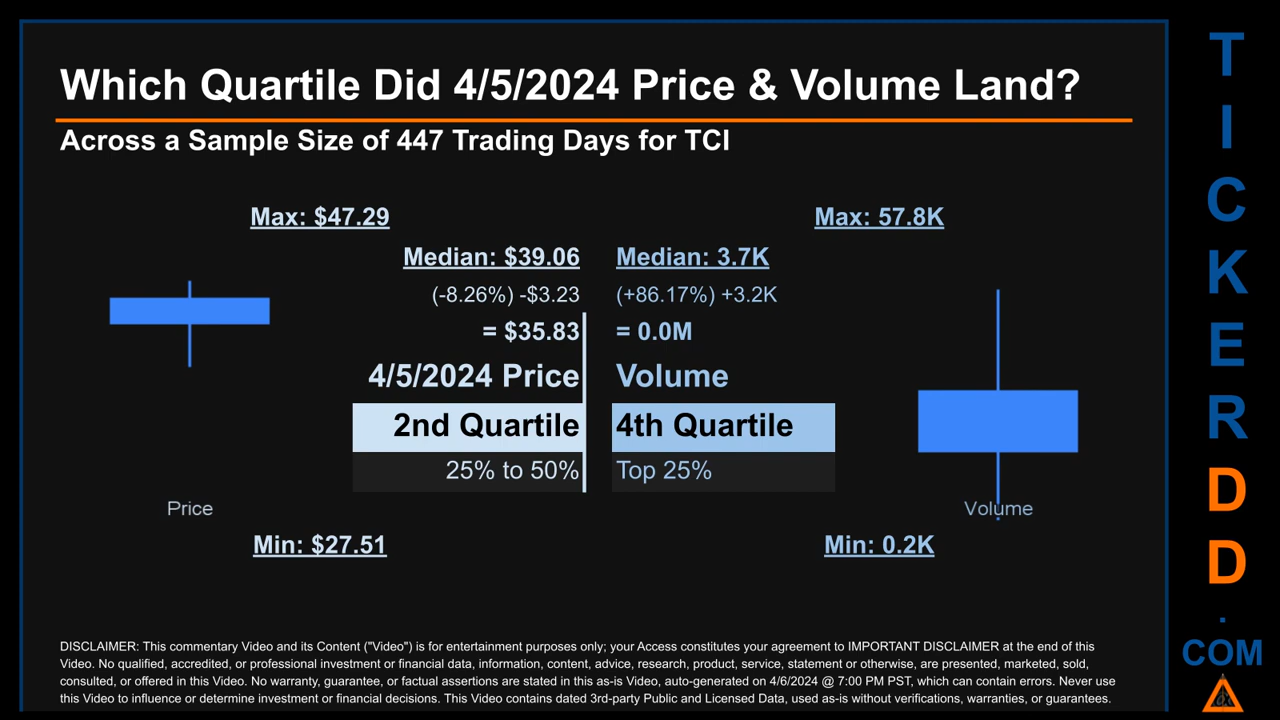 Which Quartile Did 4/5/2024 Price & Volume Land?
Across a Sample Size of 447 Trading Days for TCI
Max: $47.29
Max: 57.8K
Median: $39.06
Median: 3.7K
(-8.26%) -$3.23
(+86.17%) +3.2K
= $35.83
= 0.0M
4/5/2024 Price
Volume
2nd Quartile
4th Quartile
25% to 50%
Top 25%
Price
Volume
Min: $27.51
Min: 0.2K
DISCLAIMER: This commentary Video and its Content ("Video") is for entertainment purposes only; your Access constitutes your agreement to IMPORTANT DISCLAIMER at the end of this
Video. No qualified, accredited, or professional investment or financial data, information, content, advice, research, product, service, statement or otherwise, are presented, marketed, sold,
consulted, or offered in this Video. No warranty, guarantee, or factual assertions are stated in this as-is Video, auto-generated on 4/6/2024 @ 7:00 PM PST, which can contain errors. Never use
this Video to influence or determine investment or financial decisions. This Video contains dated 3rd-party Public and Licensed Data, used as-is without verifications, warranties, or guarantees.
T
I
C
K
E
R
D
D
.
COM